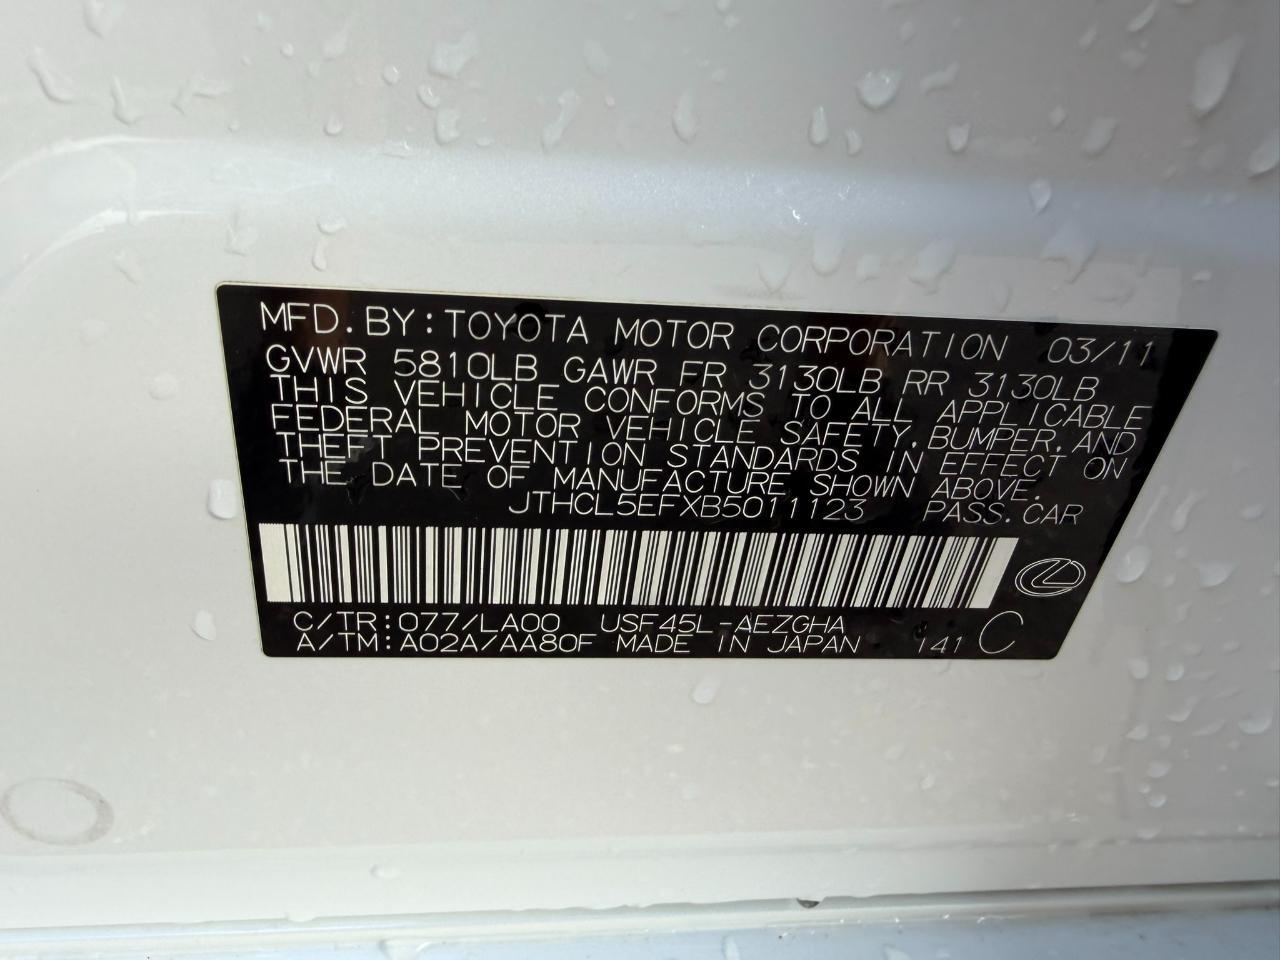 MFD. BY: TOYOTA MOTOR CORPORATION 03/11
GVWR 5810LB GAWR FR 3130LB RR 3130LB
THIS VEHICLE CONFORMS TO ALL APPLICABLE
FEDERAL MOTOR VEHICLE SAFETY, BUMPER, AND
THEFT PREVENTION STANDARDS IN EFFECT ON
THE DATE OF MANUFACTURE SHOWN ABOVE.
JTHCL5EFXB5011123 PASS. CAR
C/TR: 077/LA00 USF45L-AEZGHA
A/TM: A02A/AA80F MADE IN JAPAN 141 C